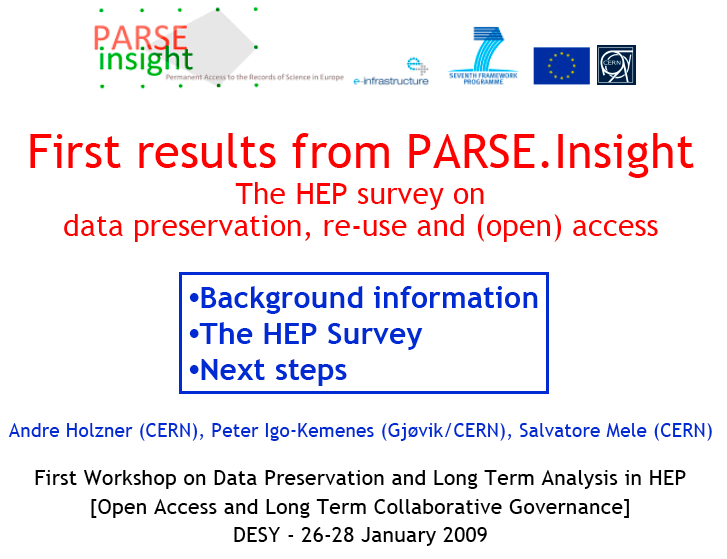 PARSE
insight
Permanent Access to the Records of Science in Europe
e-infrastructure
SEVENTH FRAMEWORK
PROGRAMME
CERN
First results from PARSE.Insight
The HEP survey on
data preservation, re-use and (open) access
•Background information
•The HEP Survey
•Next steps
Andre Holzner (CERN), Peter Igo-Kemenes (Gjøvik/CERN), Salvatore Mele (CERN)
First Workshop on Data Preservation and Long Term Analysis in HEP
[Open Access and Long Term Collaborative Governance]
DESY - 26-28 January 2009